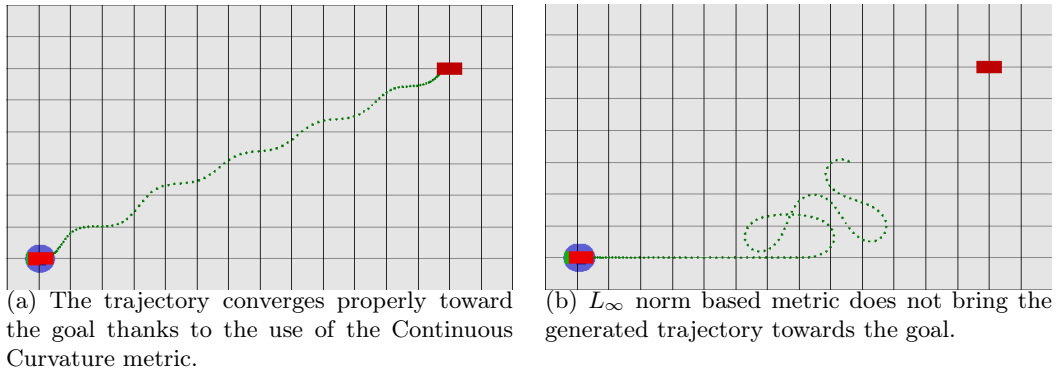 (a) The trajectory converges properly toward
the goal thanks to the use of the Continuous
Curvature metric.
(b) L∞ norm based metric does not bring the
generated trajectory towards the goal.